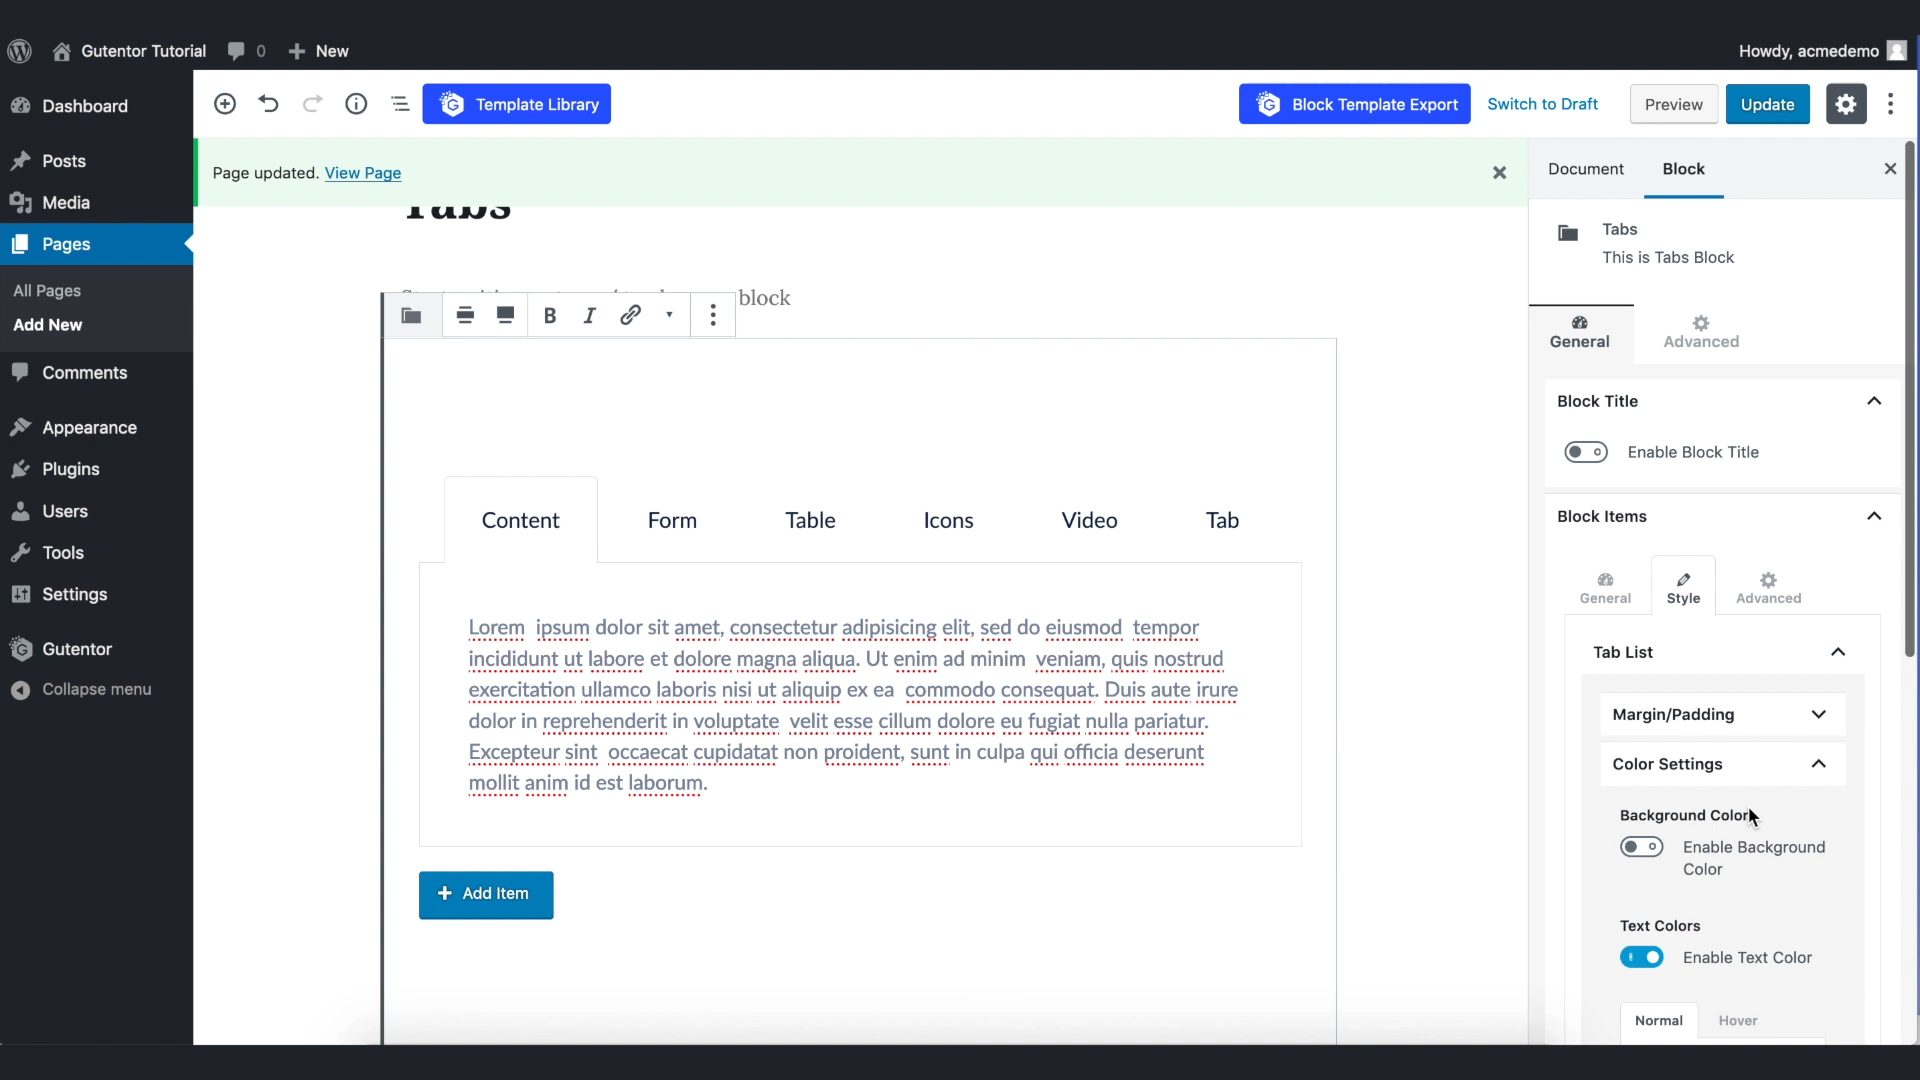 Gutentor Tutorial
0
New
Howdy, acmedemo
Dashboard
Posts
Media
Pages
All Pages
Add New
Comments
Appearance
Plugins
Users
Tools
Settings
Gutentor
Collapse menu
Template Library
Block Template Export
Switch to Draft
Preview
Update
Page updated. View Page
Tabs
block
B I
Content
Form
Table
Icons
Video
Tab
Lorem ipsum dolor sit amet, consectetur adipisicing elit, sed do eiusmod tempor
incididunt ut labore et dolore magna aliqua. Ut enim ad minim veniam, quis nostrud
exercitation ullamco laboris nisi ut aliquip ex ea commodo consequat. Duis aute irure
dolor in reprehenderit in voluptate velit esse cillum dolore eu fugiat nulla pariatur.
Excepteur sint occaecat cupidatat non proident, sunt in culpa qui officia deserunt
mollit anim id est laborum.
Add Item
Document
Block
Tabs
This is Tabs Block
General
Advanced
Block Title
Enable Block Title
Block Items
General
Style
Advanced
Tab List
Margin/Padding
Color Settings
Background Color
Enable Background
Color
Text Colors
Enable Text Color
Normal
Hover